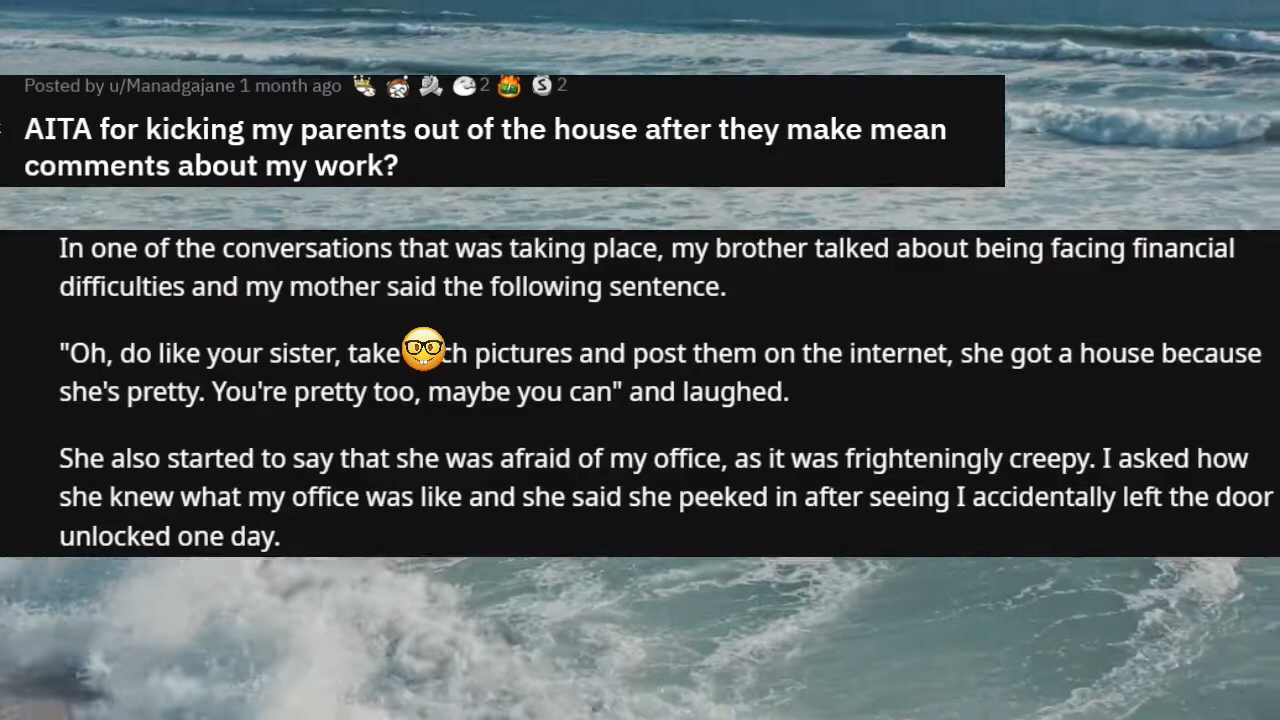 Posted by u/Manadgajane 1 month ago 2 2
AITA for kicking my parents out of the house after they make mean
comments about my work?
In one of the conversations that was taking place, my brother talked about being facing financial
difficulties and my mother said the following sentence.
"Oh, do like your sister, take ch pictures and post them on the internet, she got a house because
she's pretty. You're pretty too, maybe you can" and laughed.
She also started to say that she was afraid of my office, as it was frighteningly creepy. I asked how
she knew what my office was like and she said she peeked in after seeing I accidentally left the door
unlocked one day.